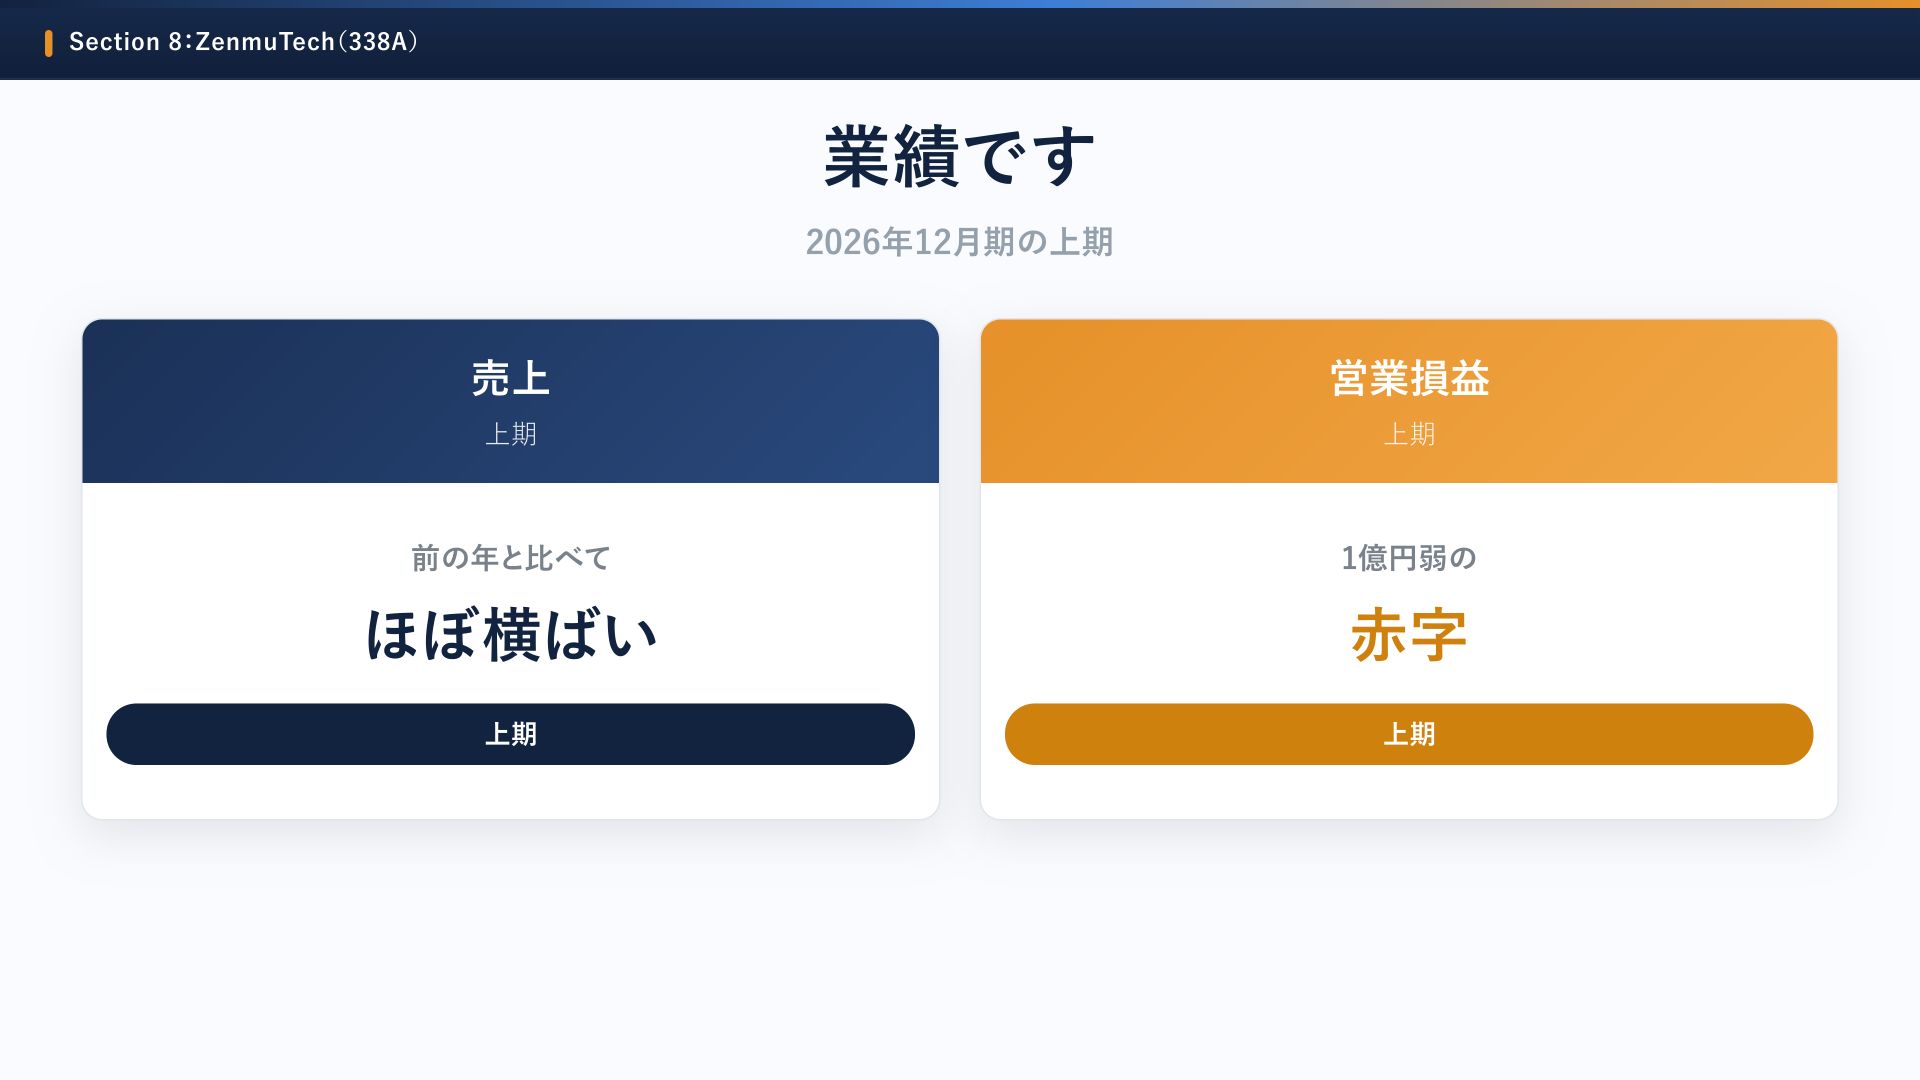 Section 8：ZenmuTech（338A）
業績です
2026年12月期の上期
売上
上期
前の年と比べて
ほぼ横ばい
上期
営業損益
上期
1億円弱の
赤字
上期